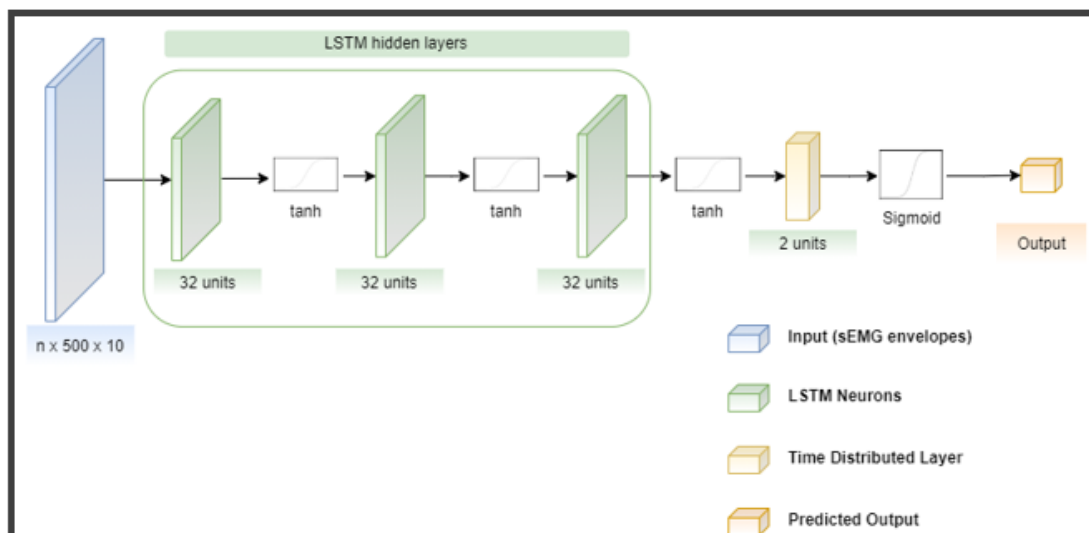 LSTM hidden layers
tanh
tanh
tanh
Sigmoid
32 units
32 units
32 units
2 units
Output
n x 500 x 10
Input (sEMG envelopes)
LSTM Neurons
Time Distributed Layer
Predicted Output